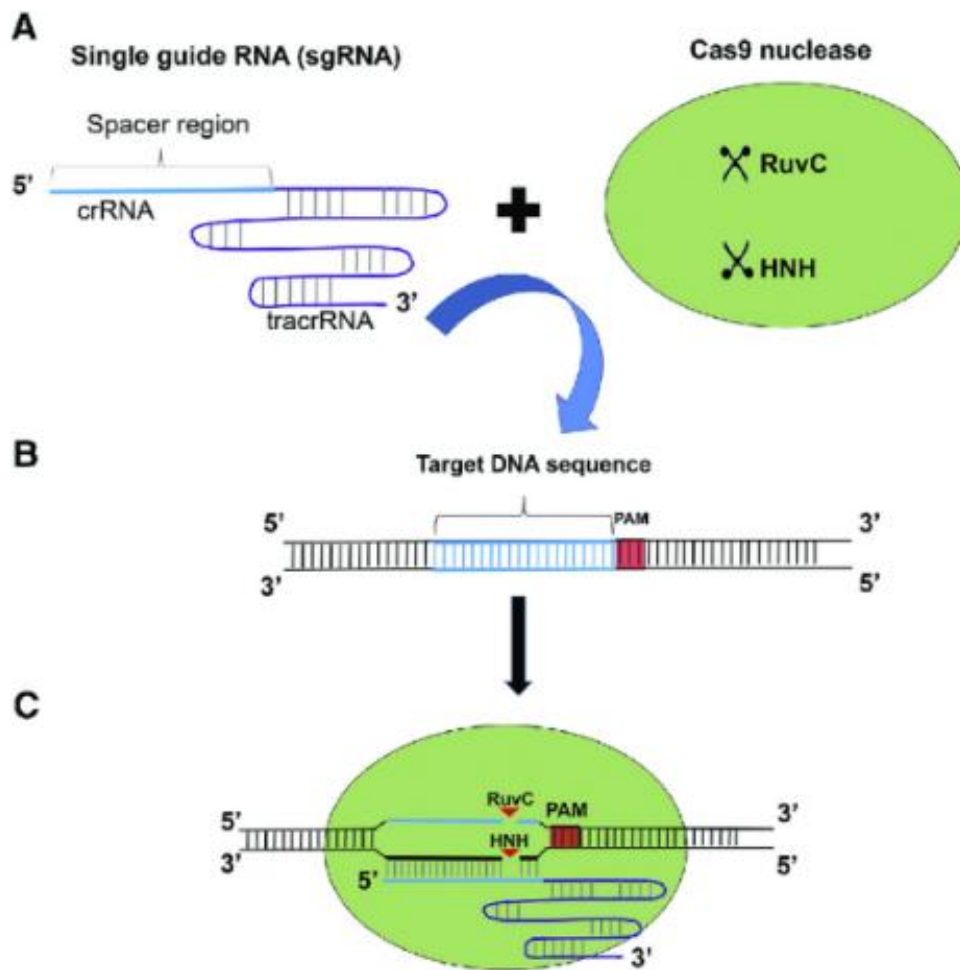 A
Single guide RNA (sgRNA)
Cas9 nuclease
Spacer region
5’
crRNA
RuvC
HNH
3’
tracrRNA
B
Target DNA sequence
PAM
5’
3’
3’
5’
C
RuvC
PAM
5’
3’
HNH
3’
5’
5’
3’